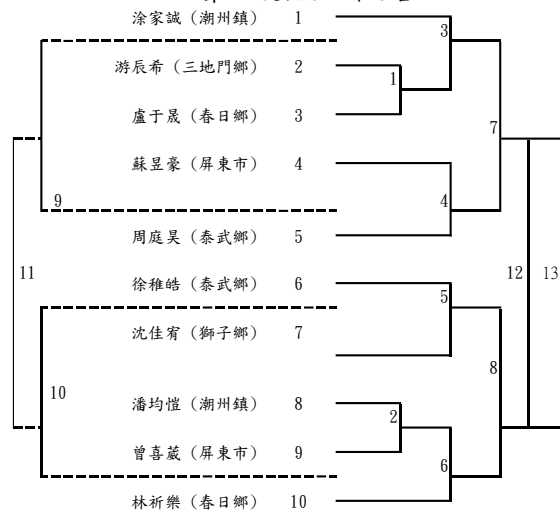 涂家誠 (潮州鎮) 1
3
游辰希 (三地門鄉) 2
1
盧于晟 (春日鄉) 3
7
蘇昱豪 (屏東市) 4
9
4
周庭昊 (泰武鄉) 5
11
12
13
徐稚皓 (泰武鄉) 6
5
沈佳宥 (獅子鄉) 7
8
10
潘均愷 (潮州鎮) 8
2
曾喜葳 (屏東市) 9
6
林祈樂 (春日鄉) 10